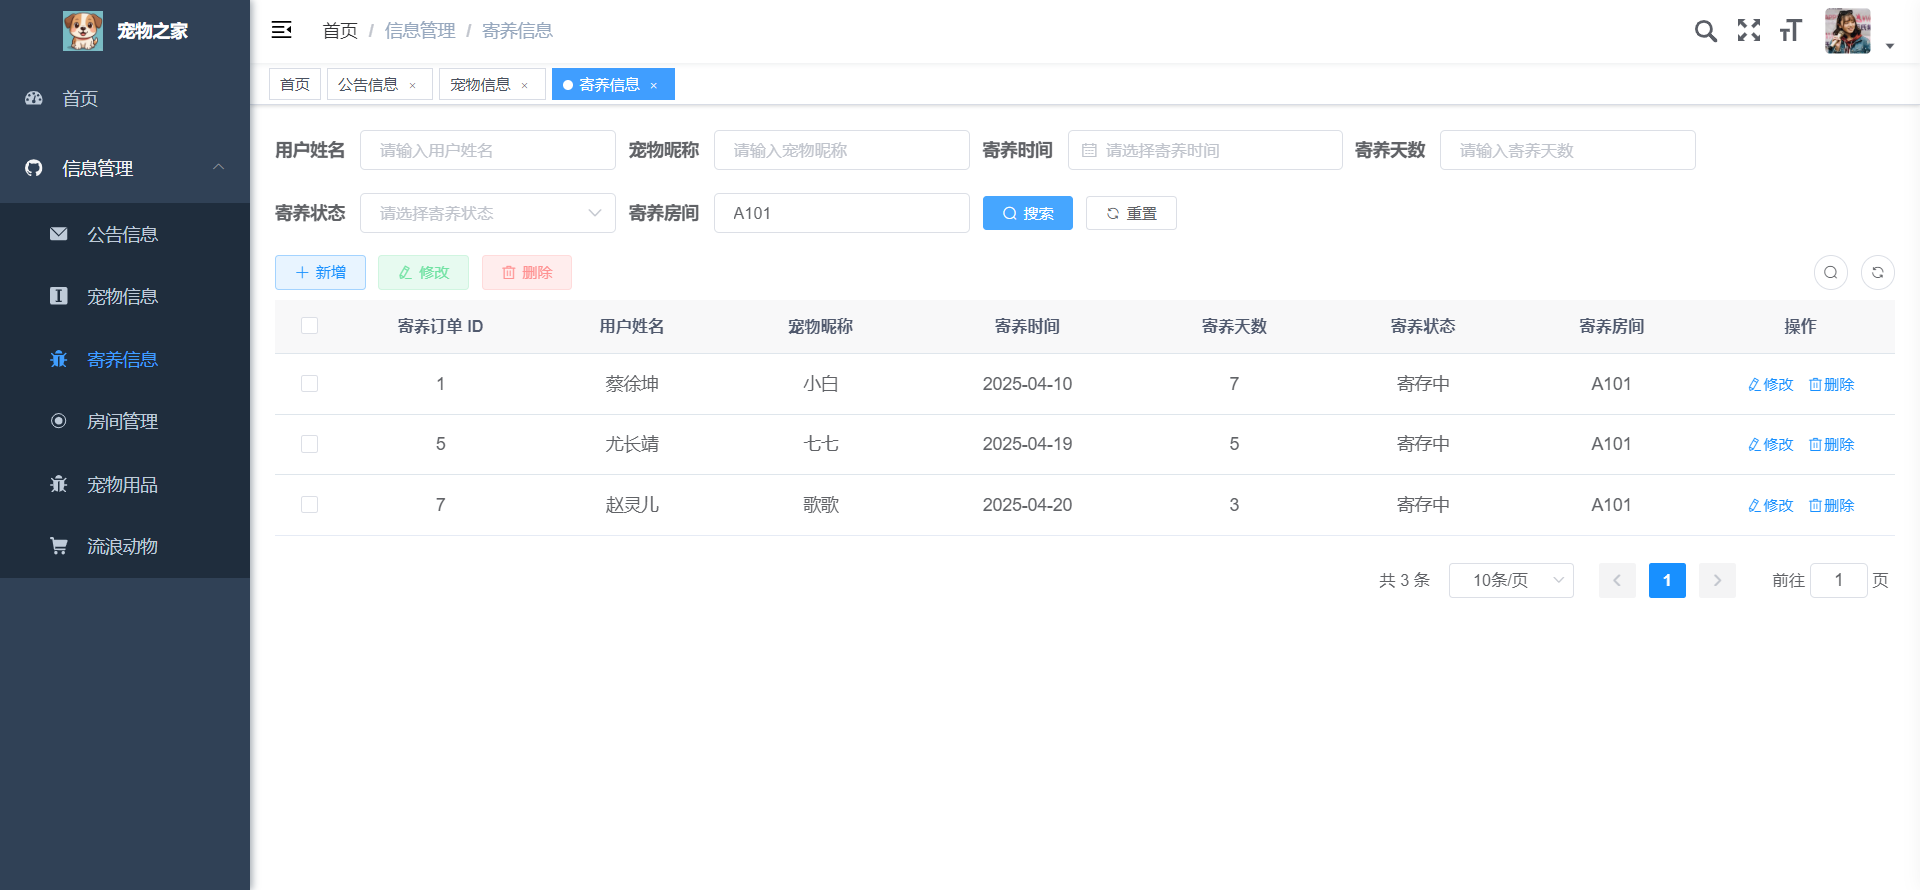 宠物之家
首页
信息管理
公告信息
宠物信息
寄养信息
房间管理
宠物用品
流浪动物
首页 / 信息管理 / 寄养信息
首页 公告信息 × 宠物信息 × 寄养信息 ×
用户姓名 请输入用户姓名 宠物昵称 请输入宠物昵称 寄养时间 请选择寄养时间 寄养天数 请输入寄养天数
寄养状态 请选择寄养状态 寄养房间 A101 搜索 重置
新增 修改 删除
寄养订单 ID 用户姓名 宠物昵称 寄养时间 寄养天数 寄养状态 寄养房间 操作
1 蔡徐坤 小白 2025-04-10 7 寄存中 A101 修改 删除
5 尤长靖 七七 2025-04-19 5 寄存中 A101 修改 删除
7 赵灵儿 歌歌 2025-04-20 3 寄存中 A101 修改 删除
共 3 条 10条/页 1 前往 1 页